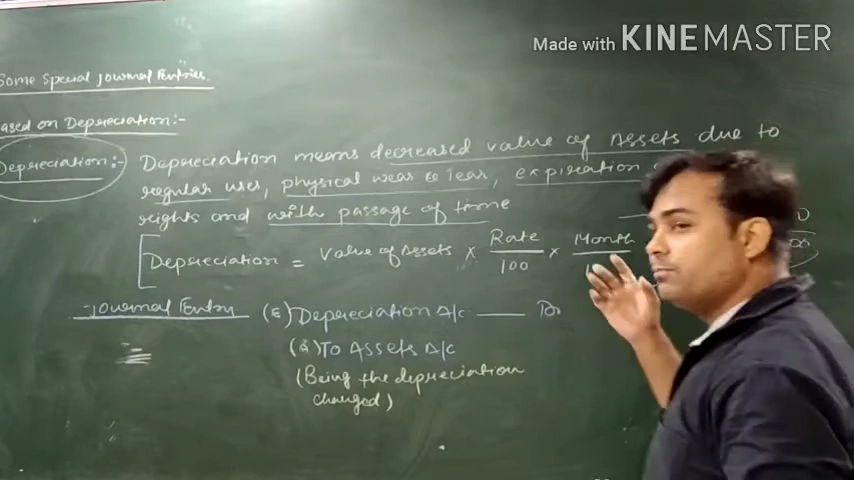 Made with KINEMASTER
Some Special Journal Entries.
ased on Depreciation:-
Depreciation:- Depreciation means decreased value of Assets due to
regular uses, physical wear & Tear, expiration
rights and with passage of time
Depreciation = Value of Assets × Rate/100 × Month
Journal Entry (E) Depreciation A/c —— Dr
(A) To Assets A/c
(Being the depreciation
changed)